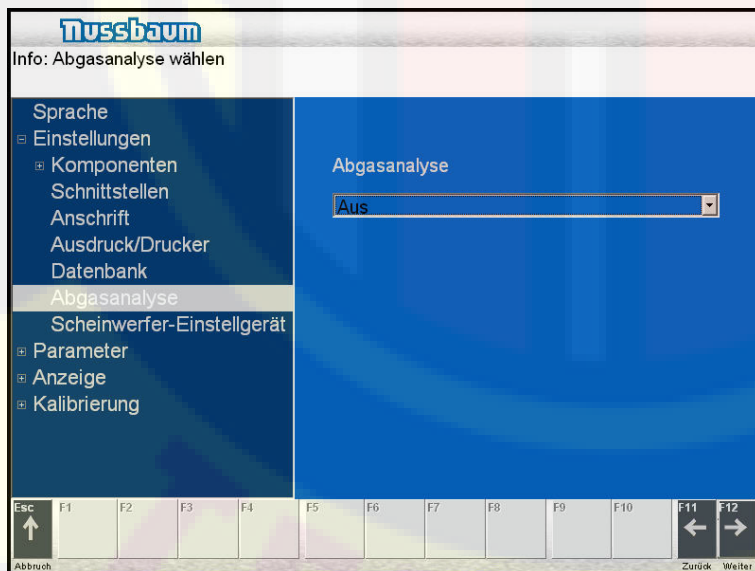 Nussbaum
Info: Abgasanalyse wählen
Sprache
Einstellungen
Komponenten
Schnittstellen
Anschrift
Ausdruck/Drucker
Datenbank
Abgasanalyse
Scheinwerfer-Einstellgerät
Parameter
Anzeige
Kalibrierung
Abgasanalyse
Aus
Esc F1 F2 F3 F4 F5 F6 F7 F8 F9 F10 F11 F12
Abbruch Zurück Weiter